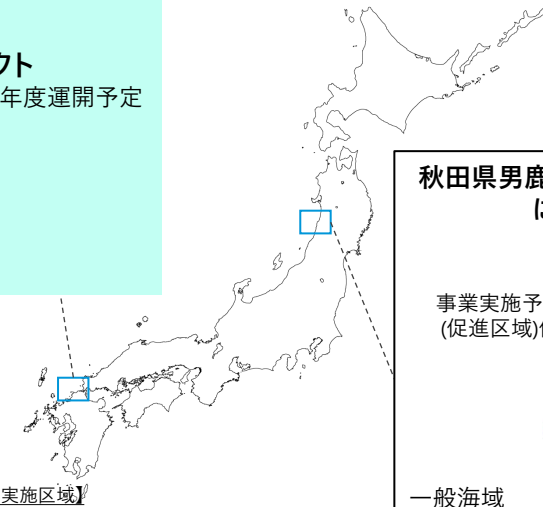 クト
年度運開予定
秋田県男鹿
に
事業実施予
(促進区域)
一般海域
実施区域】